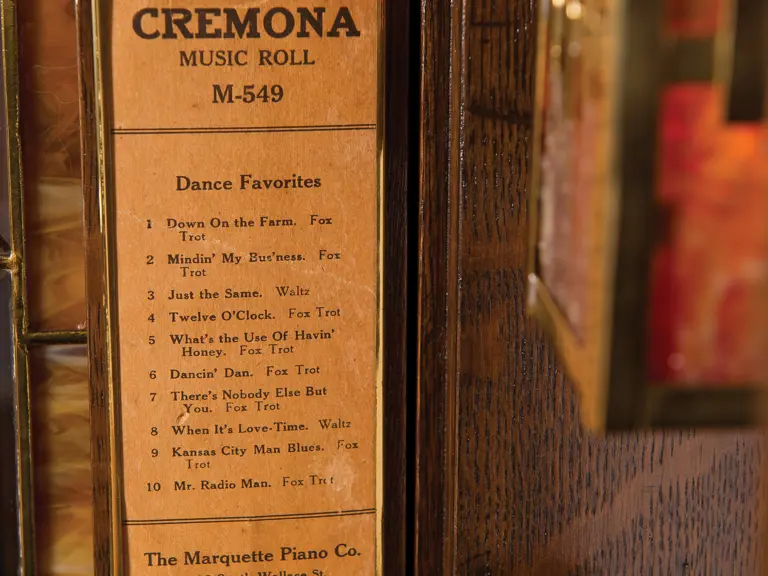 CREMONA
MUSIC ROLL
M-549
Dance Favorites
1 Down On the Farm. Fox
Trot
2 Mindin' My Bus'ness. Fox
Trot
3 Just the Same. Waltz
4 Twelve O'Clock. Fox Trot
5 What's the Use Of Havin'
Honey. Fox Trot
6 Dancin' Dan. Fox Trot
7 There's Nobody Else But
You. Fox Trot
8 When It's Love-Time. Waltz
9 Kansas City Man Blues. Fox
Trot
10 Mr. Radio Man. Fox Trot
The Marquette Piano Co.
Wallace St.